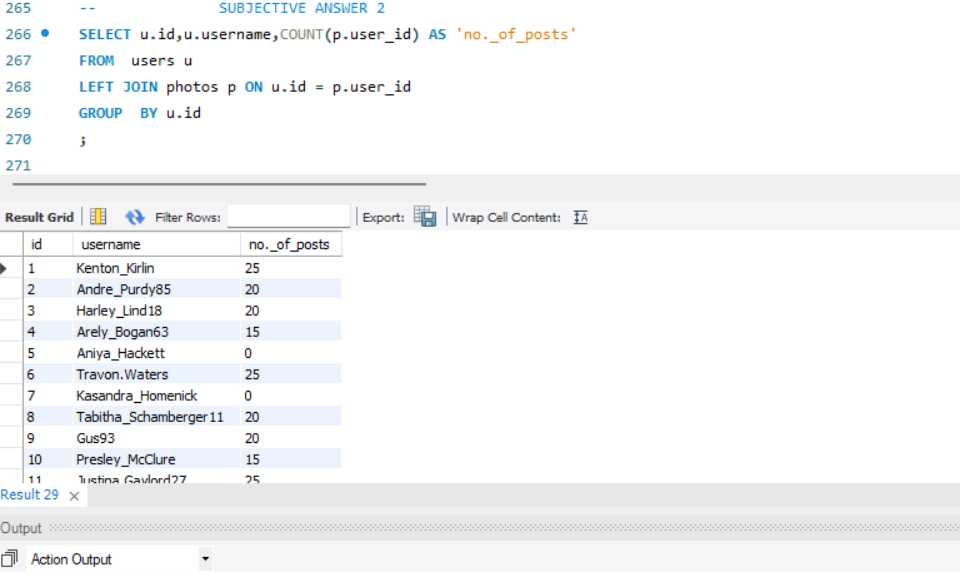 265 -- SUBJECTIVE ANSWER 2
266 SELECT u.id,u.username,COUNT(p.user_id) AS 'no._of_posts'
267 FROM users u
268 LEFT JOIN photos p ON u.id = p.user_id
269 GROUP BY u.id
270 ;
271
Result Grid Filter Rows: Export: Wrap Cell Content: IA
id username no._of_posts
1 Kenton_Kirlin 25
2 Andre_Purdy85 20
3 Harley_Lind18 20
4 Arely_Bogan63 15
5 Aniya_Hackett 0
6 Travon.Waters 25
7 Kasandra_Homenick 0
8 Tabitha_Schamberger11 20
9 Gus93 20
10 Presley_McClure 15
11 Justina_Gaylord27 25
Result 29 ×
Output
Action Output